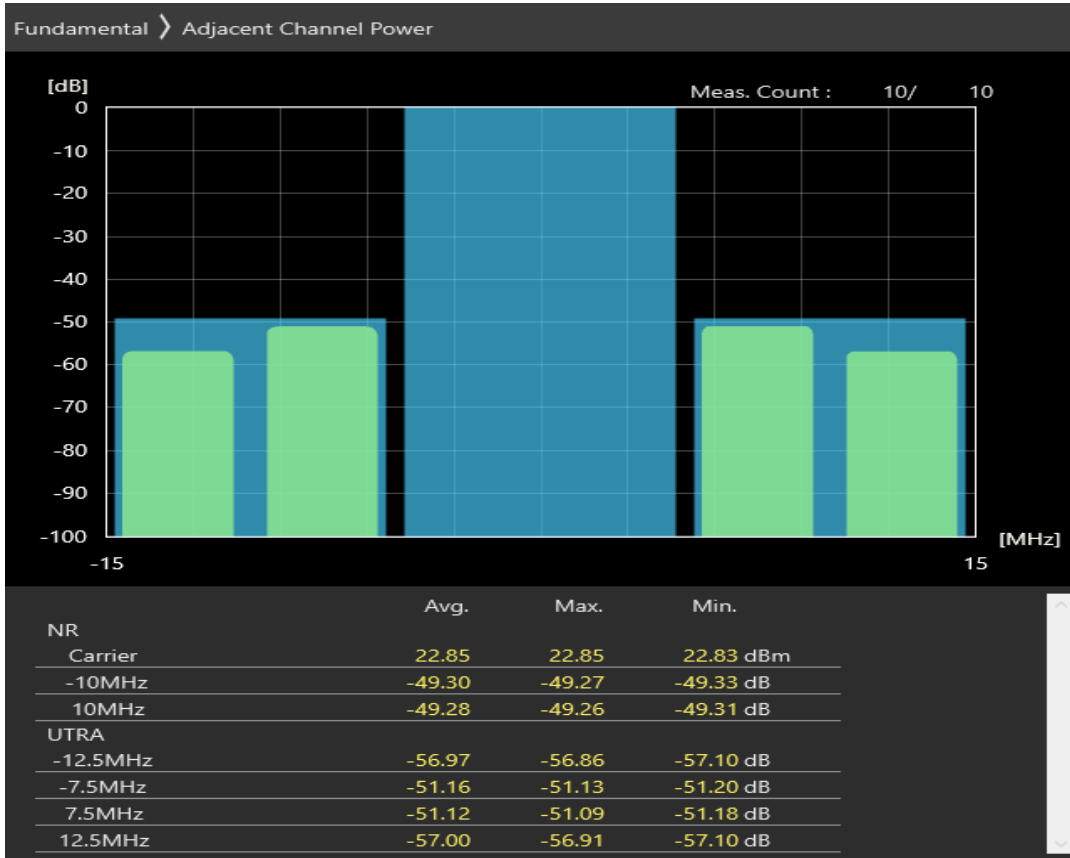 Fundamental 〉 Adjacent Channel Power
[dB]
Meas. Count : 10/ 10
0
-10
-20
-30
-40
-50
-60
-70
-80
-90
-100
[MHz]
-15 15
Avg. Max. Min.
NR
Carrier 22.85 22.85 22.83 dBm
-10MHz -49.30 -49.27 -49.33 dB
10MHz -49.28 -49.26 -49.31 dB
UTRA
-12.5MHz -56.97 -56.86 -57.10 dB
-7.5MHz -51.16 -51.13 -51.20 dB
7.5MHz -51.12 -51.09 -51.18 dB
12.5MHz -57.00 -56.91 -57.10 dB